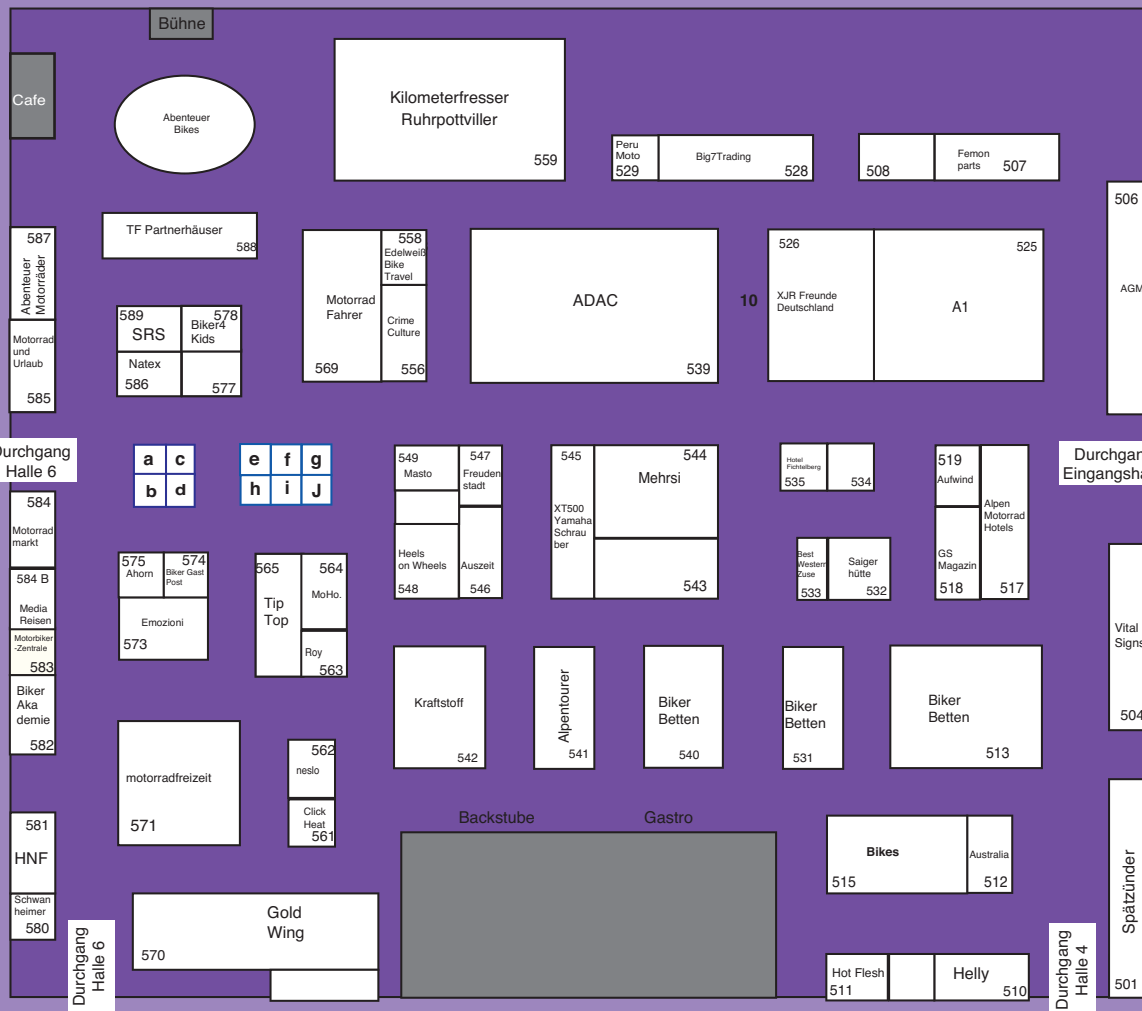 Bühne
Cafe
Abenteuer
Bikes
Kilometerfresser
Ruhrpottviller
559
Peru
Moto
529
Big7Trading
528
508
Femon
parts
507
506
AGM
587
Abenteuer
Motorräder
TF Partnerhäuser
588
558
Edelweiß
Bike
Travel
Motorrad
Fahrer
569
Crime
Culture
556
ADAC
539
10
526
XJR Freunde
Deutschland
525
A1
589
SRS
578
Biker4
Kids
Natex
586
577
Motorrad
und
Urlaub
585
Durchgang
Halle 6
a
c
b
d
e
f
g
h
i
J
549
Masto
547
Freuden
stadt
Heels
on Wheels
548
Auszeit
546
545
XT500
Yamaha
Schrau
ber
544
Mehrsi
543
Hotel
Fichtelberg
535
534
519
Aufwind
Alpen
Motorrad
Hotels
517
GS
Magazin
518
Best
Western
Zuse
533
Saiger
hütte
532
Durchgan
Eingangsha
584
Motorrad
markt
584 B
Media
Reisen
Motorbiker
-Zentrale
583
Biker
Aka
demie
582
575
Ahorn
574
Biker Gast
Post
Emozioni
573
565
Tip
Top
564
MoHo.
Roy
563
Kraftstoff
542
Alpentourer
541
Biker
Betten
540
Biker
Betten
531
Biker
Betten
513
Vital
Signs
504
motorradfreizeit
571
562
neslo
Click
Heat
561
Backstube
Gastro
Bikes
515
Australia
512
Spätzünder
501
581
HNF
Schwan
heimer
580
Durchgang
Halle 6
Gold
Wing
570
Hot Flesh
511
Helly
510
Durchgang
Halle 4